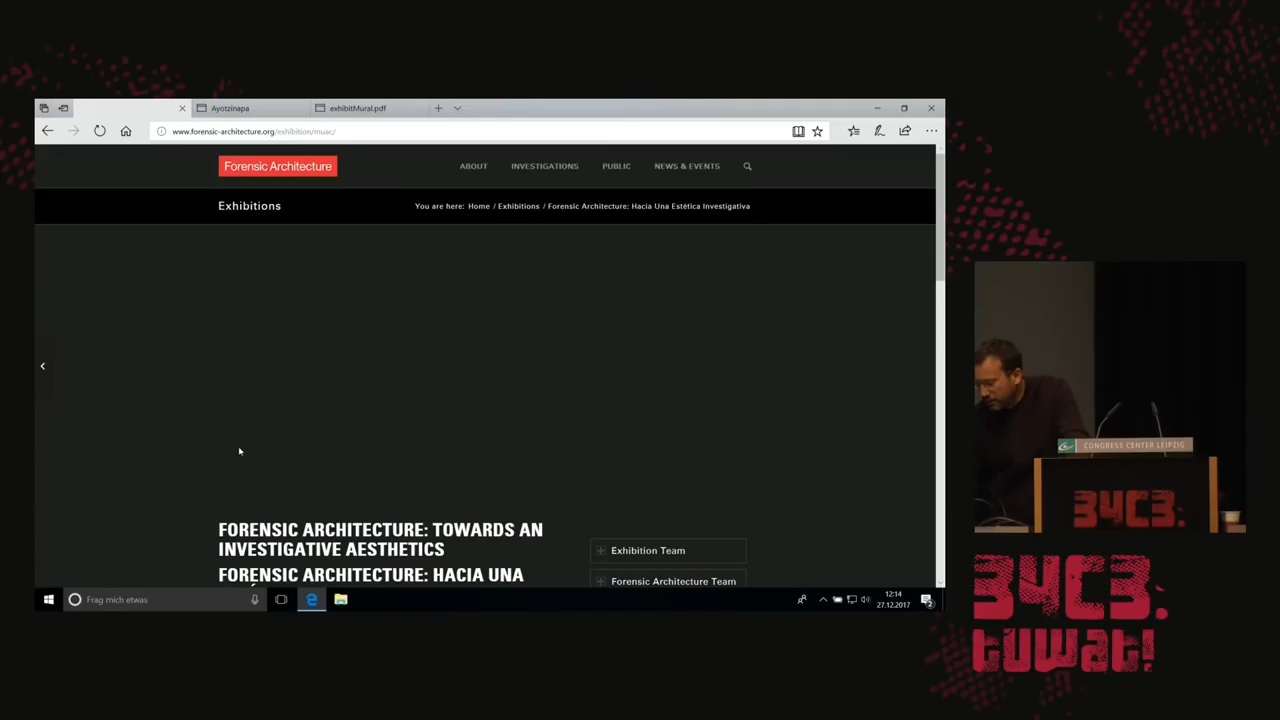 Ayotzinapa
exhibitMural.pdf
www.forensic-architecture.org/exhibition/muac/
Forensic Architecture
ABOUT
INVESTIGATIONS
PUBLIC
NEWS & EVENTS
Exhibitions
You are here: Home / Exhibitions / Forensic Architecture: Hacia Una Estética Investigativa
FORENSIC ARCHITECTURE: TOWARDS AN
INVESTIGATIVE AESTHETICS
FORENSIC ARCHITECTURE: HACIA UNA
Exhibition Team
Forensic Architecture Team
Frag mich etwas
12:14
27.12.2017
2
CONGRESS CENTER LEIPZIG
34C3.
34C3.
tuwat!